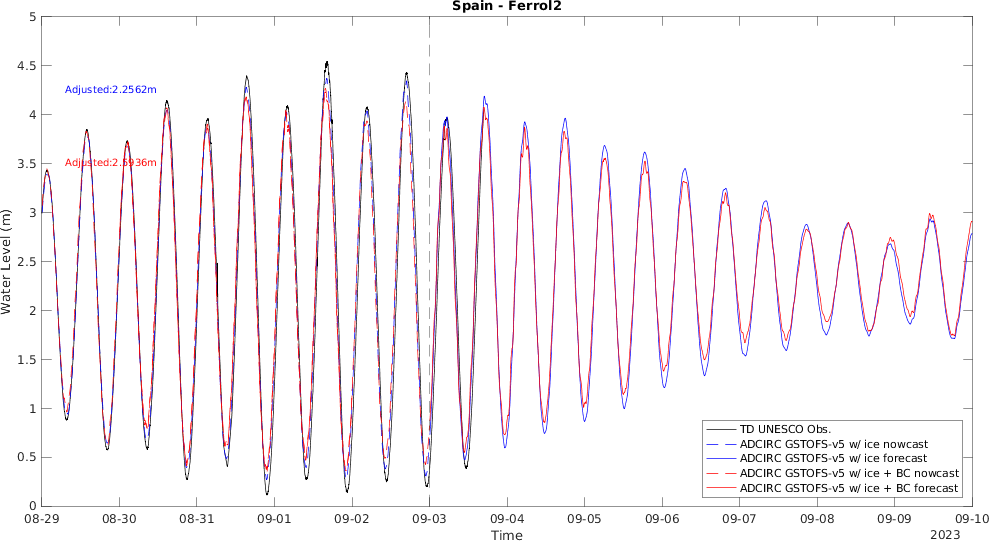 Spain - Ferrol2
5
4.5
4
3.5
3
2.5
2
1.5
1
0.5
0
Water Level (m)
Adjusted:2.2562m
Adjusted:2.5936m
TD UNESCO Obs.
ADCIRC GSTOFS-v5 w/ ice nowcast
ADCIRC GSTOFS-v5 w/ ice forecast
ADCIRC GSTOFS-v5 w/ ice + BC nowcast
ADCIRC GSTOFS-v5 w/ ice + BC forecast
08-29 08-30 08-31 09-01 09-02 09-03 09-04 09-05 09-06 09-07 09-08 09-09 09-10
Time
2023